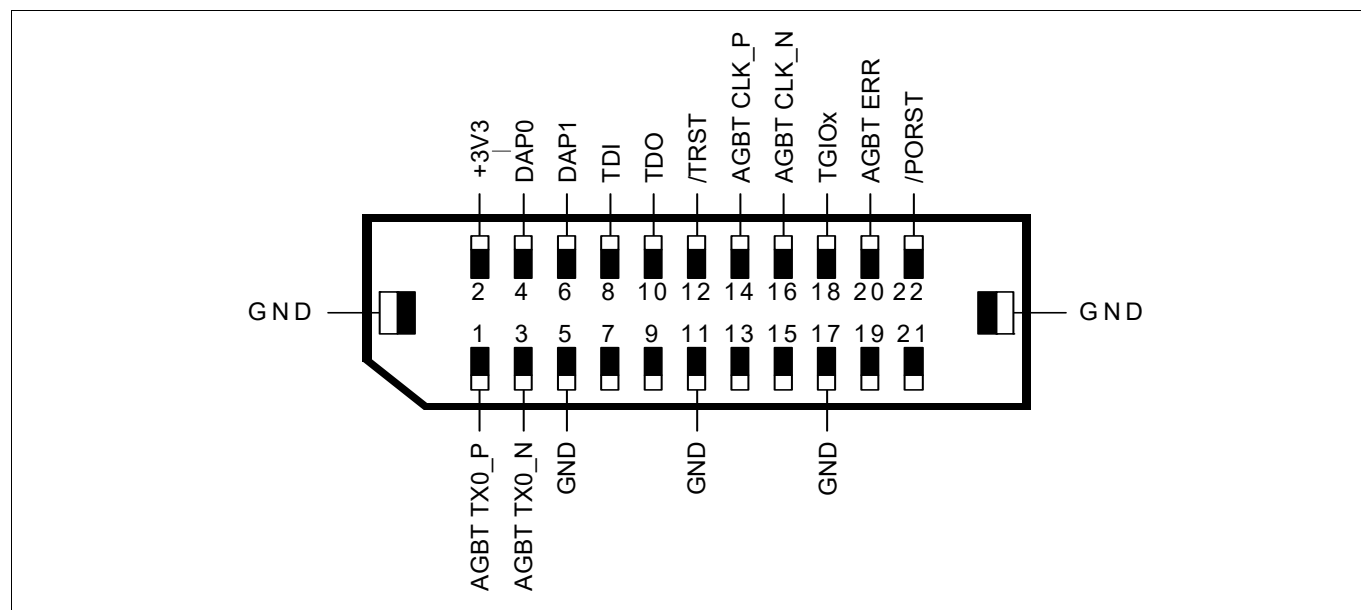 +3V3
DAP0
DAP1
TDI
TDO
/TRST
AGBT CLK_P
AGBT CLK_N
TGIOx
AGBT ERR
/PORST
2 4 6 8 10 12 14 16 18 20 22
GND
GND
1 3 5 7 9 11 13 15 17 19 21
AGBT TX0_P
AGBT TX0_N
GND
GND
GND